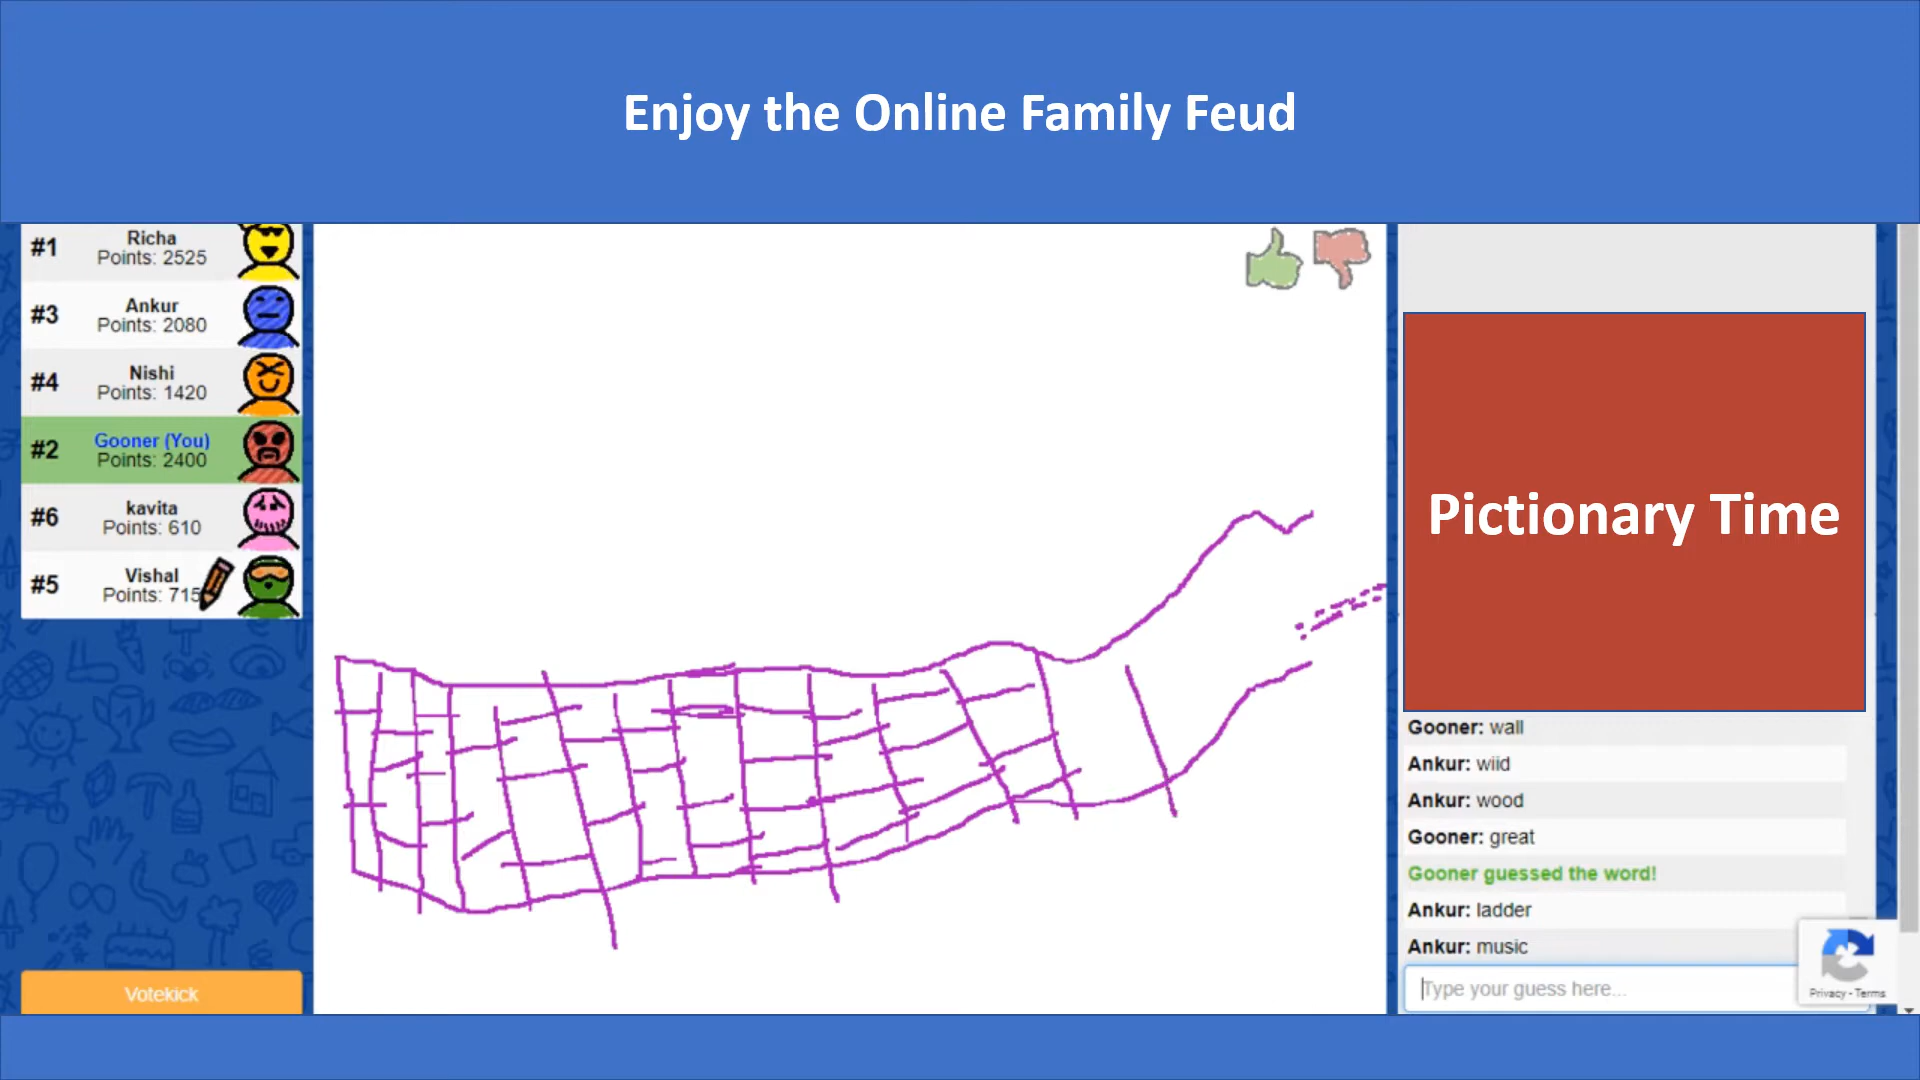 Enjoy the Online Family Feud
#1
Richa
Points: 2525
#3
Ankur
Points: 2080
#4
Nishi
Points: 1420
#2
Gooner (You)
Points: 2400
#6
kavita
Points: 610
#5
Vishal
Points: 715
Votekick
Pictionary Time
Gooner: wall
Ankur: wiid
Ankur: wood
Gooner: great
Gooner guessed the word!
Ankur: ladder
Ankur: music
Type your guess here...
Privacy - Terms